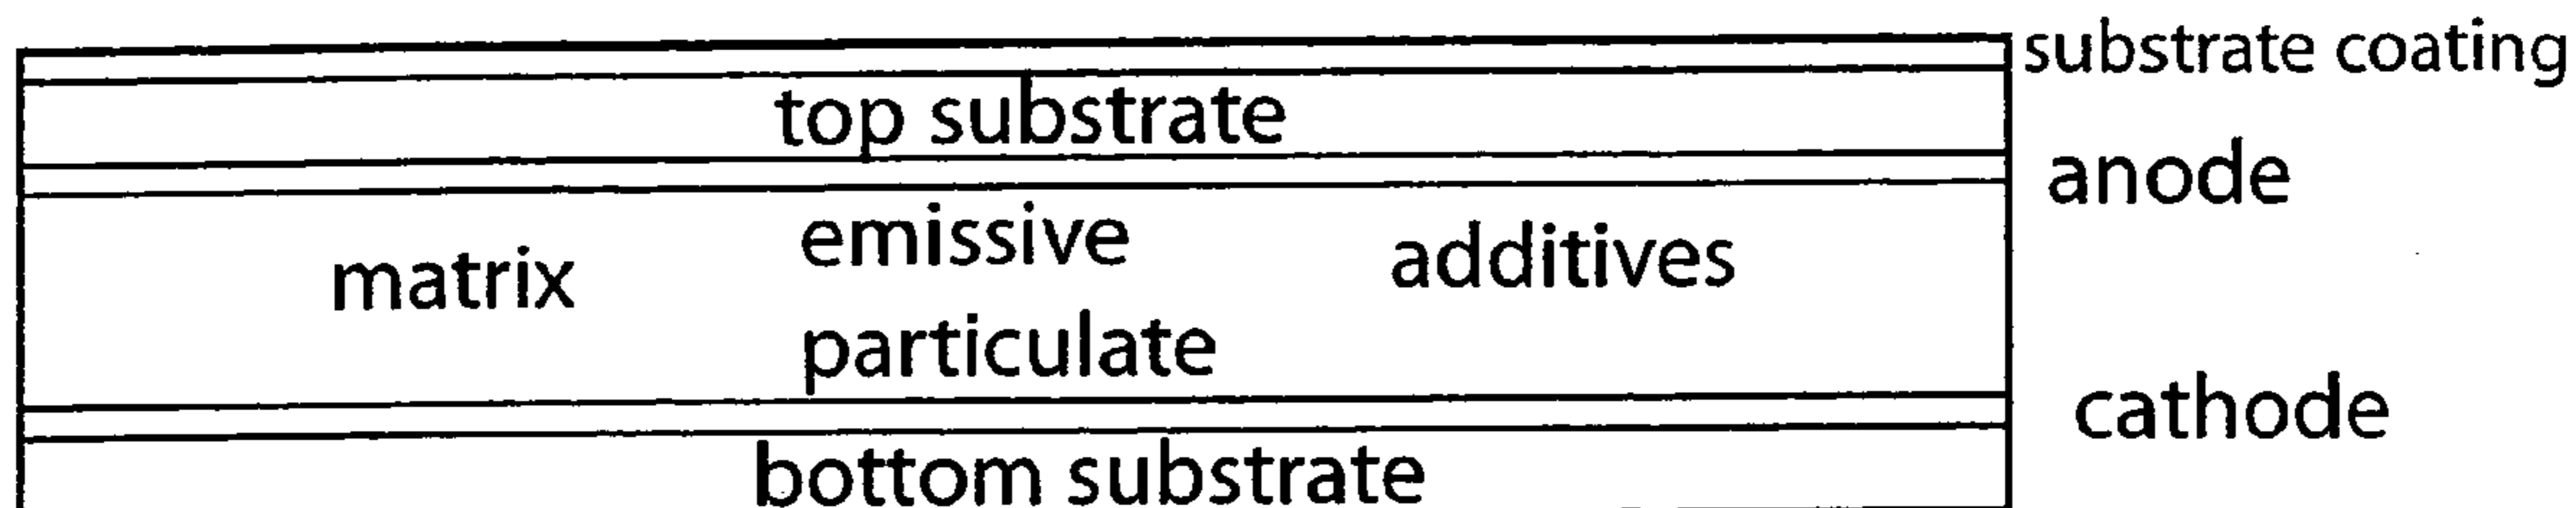 substrate coating
top substrate
anode
emissive
matrix
additives
particulate
cathode
bottom substrate